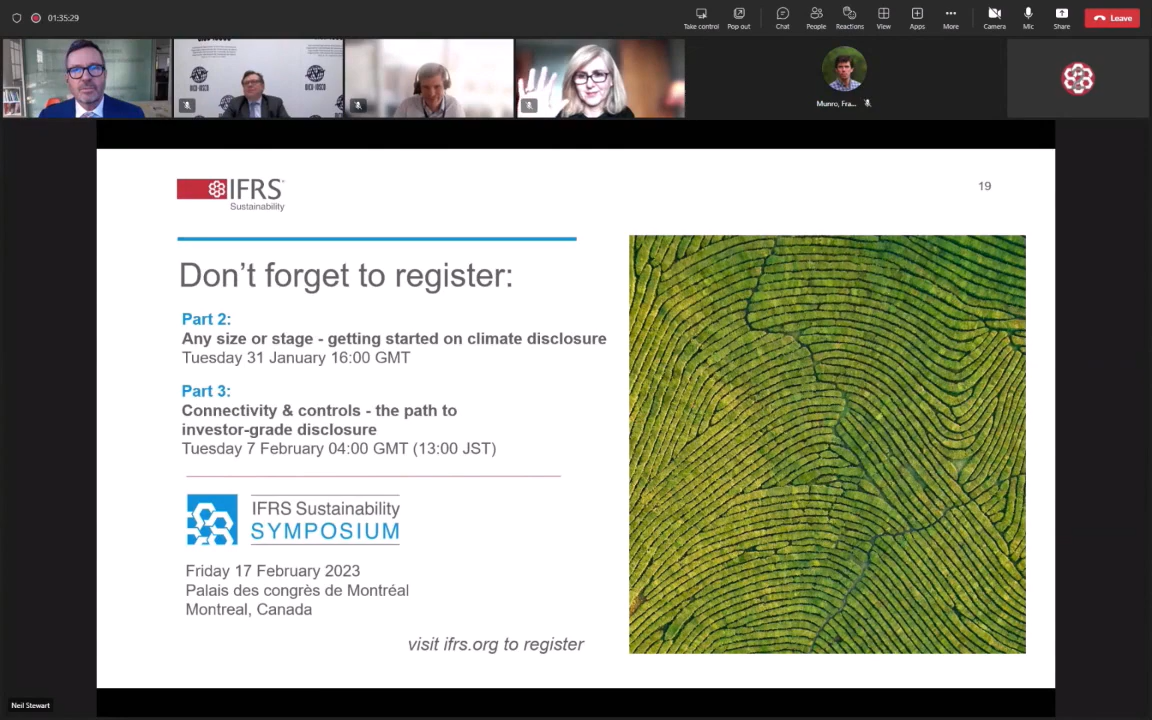 01:35:29
Take control
Pop out
Chat
People
Reactions
View
Apps
More
Camera
Mic
Share
Leave
OICU-IOSCO
Munro, Fra...
IFRS
Sustainability
19
Don't forget to register:
Part 2:
Any size or stage - getting started on climate disclosure
Tuesday 31 January 16:00 GMT
Part 3:
Connectivity & controls - the path to
investor-grade disclosure
Tuesday 7 February 04:00 GMT (13:00 JST)
IFRS Sustainability
SYMPOSIUM
Friday 17 February 2023
Palais des congrès de Montréal
Montreal, Canada
visit ifrs.org to register
Neil Stewart